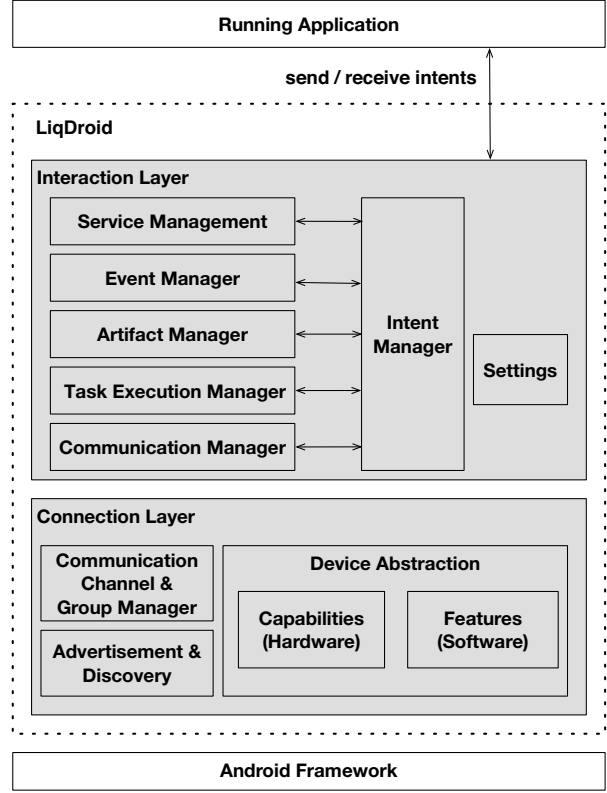 Running Application
send / receive intents
LiqDroid
Interaction Layer
Service Management
Event Manager
Artifact Manager
Task Execution Manager
Communication Manager
Intent
Manager
Settings
Connection Layer
Communication
Channel &
Group Manager
Advertisement &
Discovery
Device Abstraction
Capabilities
(Hardware)
Features
(Software)
Android Framework